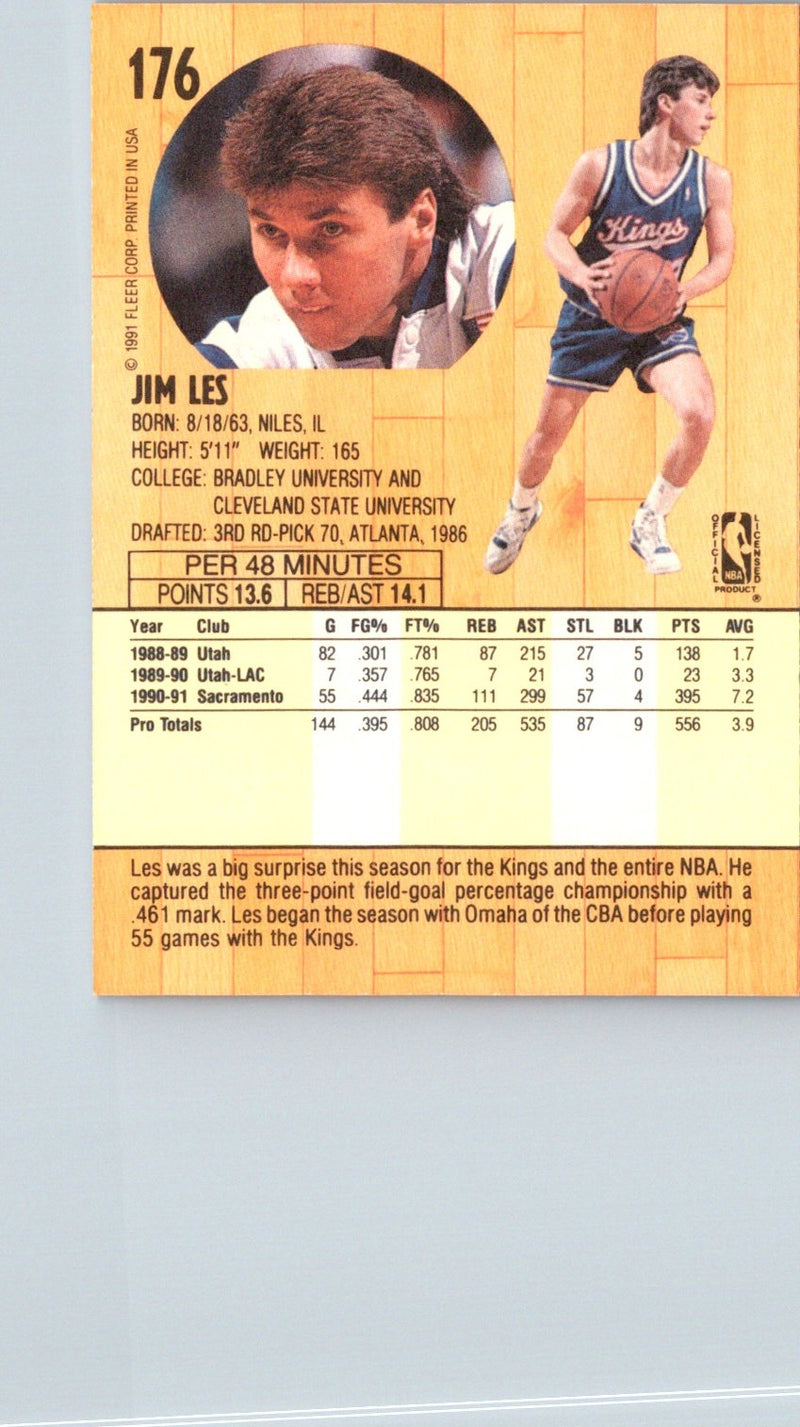 176
© 1991 FLEER CORP. PRINTED IN USA
Kings
JIM LES
BORN: 8/18/63, NILES, IL
HEIGHT: 5'11" WEIGHT: 165
COLLEGE: BRADLEY UNIVERSITY AND
CLEVELAND STATE UNIVERSITY
DRAFTED: 3RD RD-PICK 70, ATLANTA, 1986
OFFICIAL LICENSED
NBA
PRODUCT
®
PER 48 MINUTES
POINTS 13.6 REB/AST 14.1
Year Club G FG% FT% REB AST STL BLK PTS AVG
1988-89 Utah 82 .301 .781 87 215 27 5 138 1.7
1989-90 Utah-LAC 7 .357 .765 7 21 3 0 23 3.3
1990-91 Sacramento 55 .444 .835 111 299 57 4 395 7.2
Pro Totals 144 .395 .808 205 535 87 9 556 3.9
Les was a big surprise this season for the Kings and the entire NBA. He
captured the three-point field-goal percentage championship with a
.461 mark. Les began the season with Omaha of the CBA before playing
55 games with the Kings.